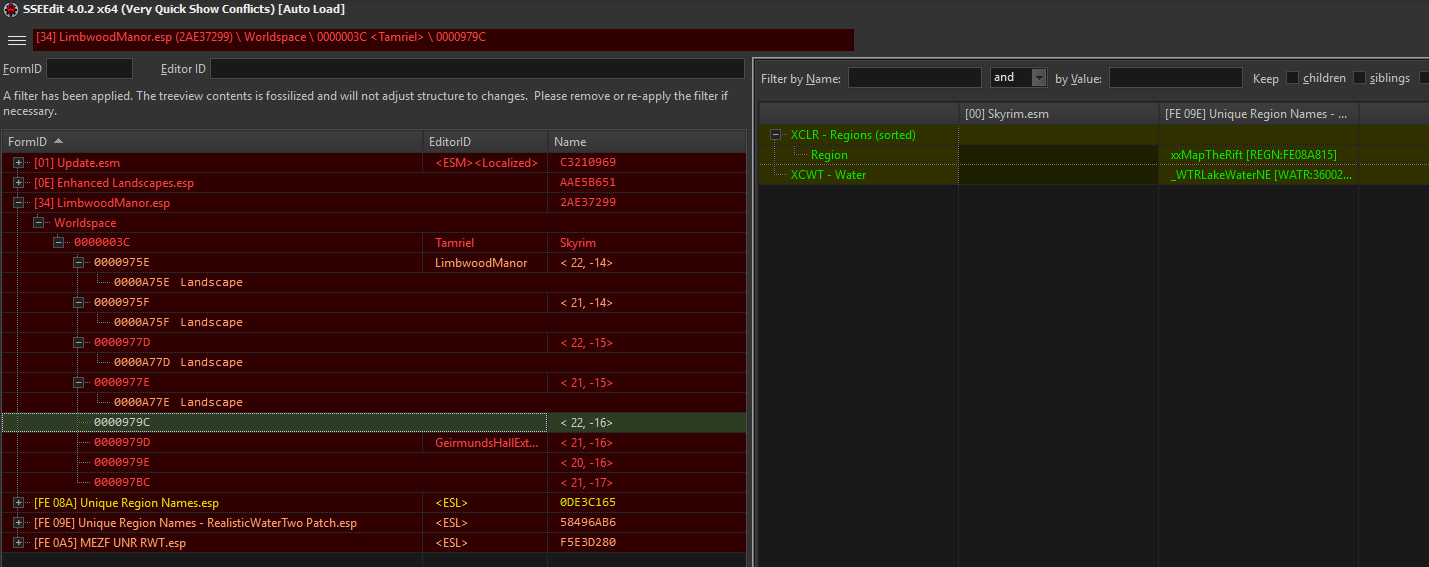 SSEEdit 4.0.2 x64 (Very Quick Show Conflicts) [Auto Load]
[34] LimbwoodManor.esp (2AE37299) \ Worldspace \ 0000003C <Tamriel> \ 0000979C
FormID Editor ID
A filter has been applied. The treeview contents is fossilized and will not adjust structure to changes. Please remove or re-apply the filter if
necessary.
FormID EditorID Name
[01] Update.esm <ESM><Localized> C3210969
[0E] Enhanced Landscapes.esp AAE5B651
[34] LimbwoodManor.esp 2AE37299
Worldspace
0000003C Tamriel Skyrim
0000975E LimbwoodManor < 22, -14>
0000A75E Landscape
0000975F < 21, -14>
0000A75F Landscape
0000977D < 22, -15>
0000A77D Landscape
0000977E < 21, -15>
0000A77E Landscape
0000979C < 22, -16>
0000979D GeirmundsHallExt... < 21, -16>
0000979E < 20, -16>
000097BC < 21, -17>
[FE 08A] Unique Region Names.esp <ESL> 0DE3C165
[FE 09E] Unique Region Names - RealisticWaterTwo Patch.esp <ESL> 58496AB6
[FE 0A5] MEZF UNR RWT.esp <ESL> F5E3D280
Filter by Name: and by Value: Keep children siblings
[00] Skyrim.esm [FE 09E] Unique Region Names - ...
XCLR - Regions (sorted)
Region xxMapTheRift [REGN:FE08A815]
XCWT - Water _WTRLakeWaterNE [WATR:36002...